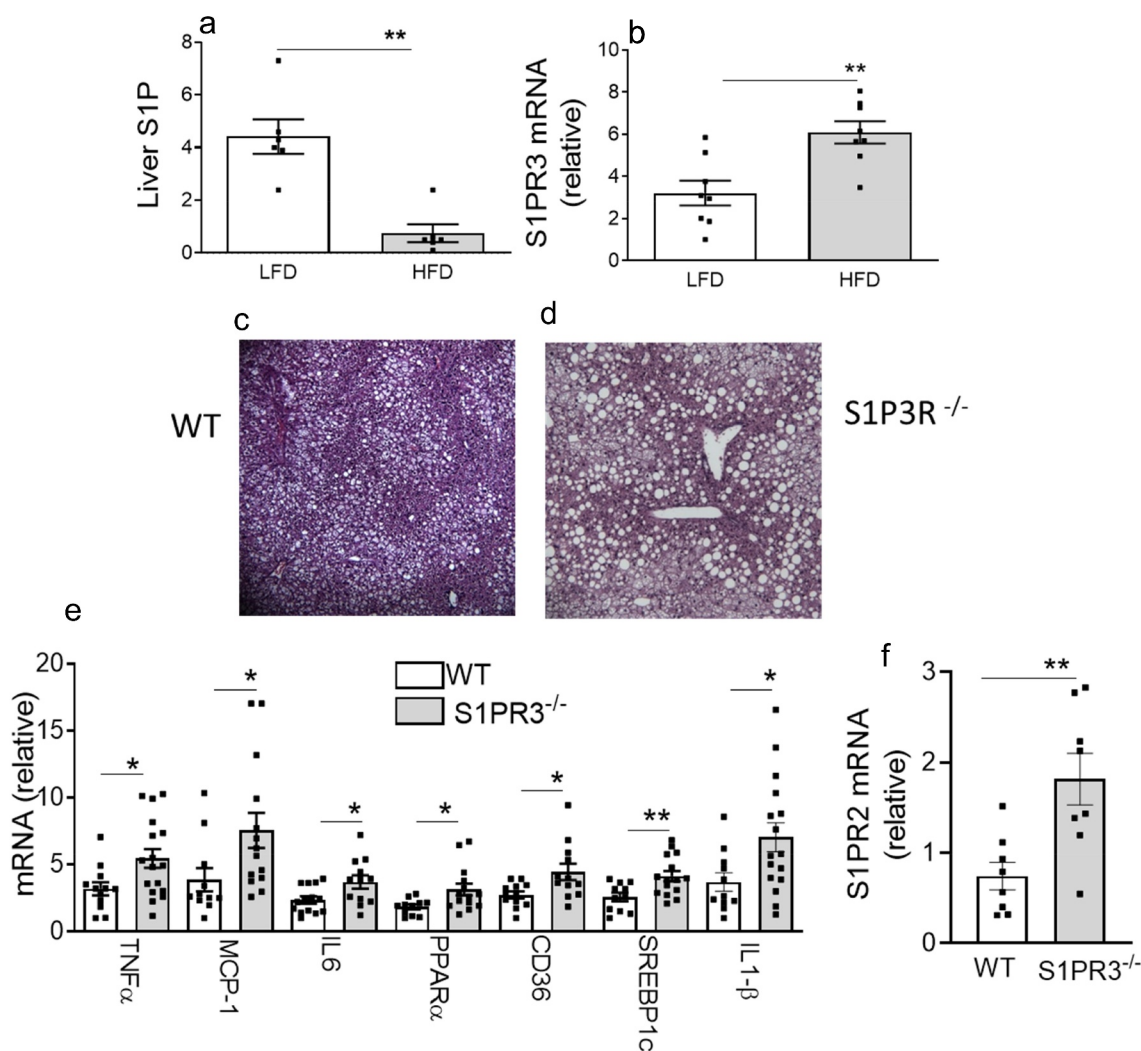 a
**
8
6
4
2
0
Liver S1P
LFD
HFD
b
**
10
8
6
4
2
0
S1PR3 mRNA
(relative)
LFD
HFD
c
WT
d
S1P3R -/-
e
20
15
10
5
0
mRNA (relative)
WT
S1PR3-/-
*
*
*
*
*
**
*
TNFα
MCP-1
IL6
PPARα
CD36
SREBP1c
IL1-β
f
**
3
2
1
0
S1PR2 mRNA
(relative)
WT
S1PR3-/-